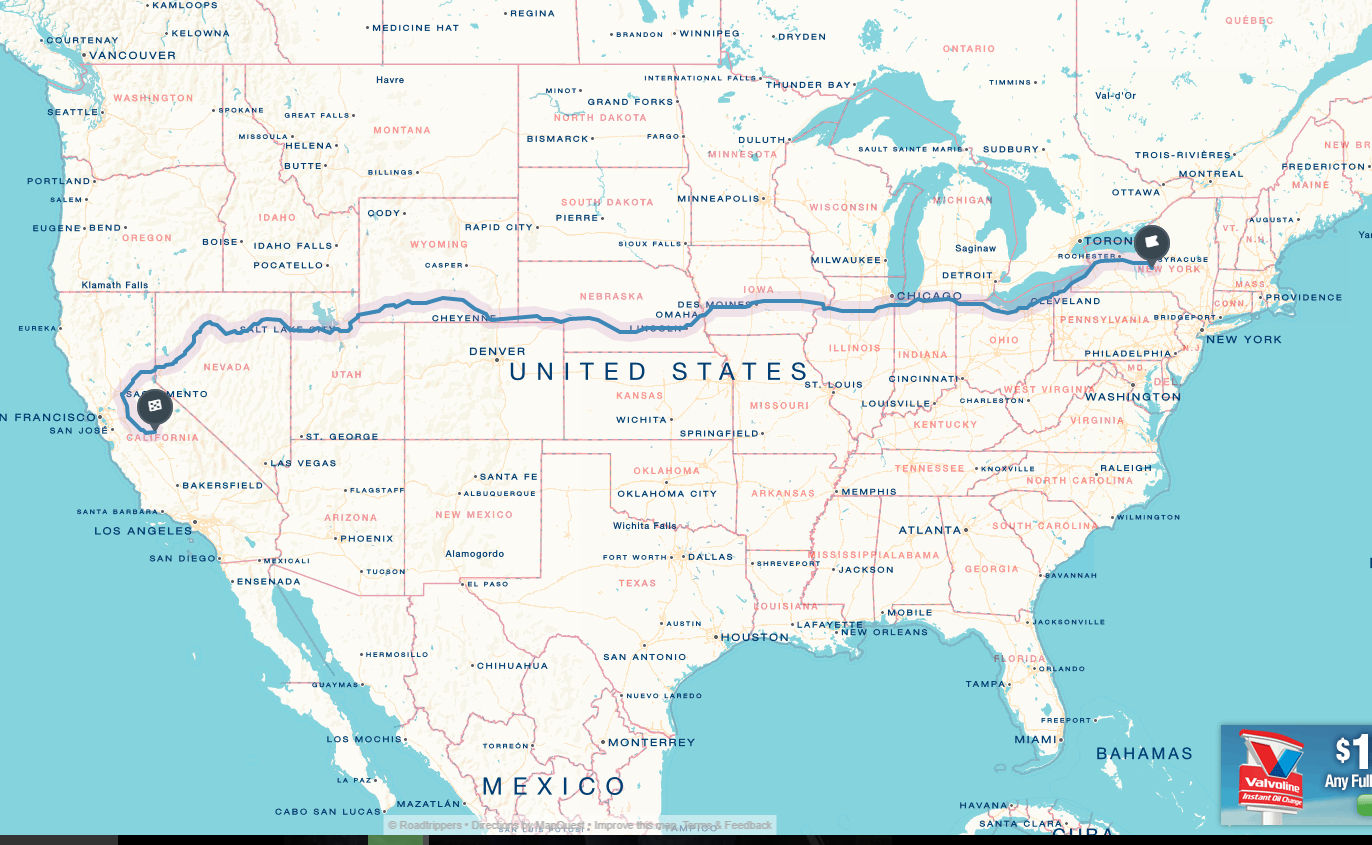 KAMLOOPS
REGINA
QUÉBEC
COURTENAY
KELOWNA
MEDICINE HAT
BRANDON
WINNIPEG
DRYDEN
VANCOUVER
ONTARIO
Havre
INTERNATIONAL FALLS
THUNDER BAY
TIMMINS
WASHINGTON
MINOT
GRAND FORKS
Val-d'Or
SEATTLE
SPOKANE
GREAT FALLS
NORTH DAKOTA
MONTANA
MISSOULA
HELENA
BISMARCK
FARGO
DULUTH
SAULT SAINTE MARIE
SUDBURY
NEW BR
MINNESOTA
TROIS-RIVIÈRES
BUTTE
FREDERICTON
BILLINGS
MONTREAL
PORTLAND
MAINE
OTTAWA
SALEM
SOUTH DAKOTA
MINNEAPOLIS
MICHIGAN
WISCONSIN
CODY
IDAHO
PIERRE
AUGUSTA
EUGENE
BEND
RAPID CITY
VT.
OREGON
BOISE
IDAHO FALLS
WYOMING
SIOUX FALLS
Saginaw
TORON
N.H.
Yar
MILWAUKEE
ROCHESTER
SYRACUSE
POCATELLO
CASPER
NEW YORK
DETROIT
Klamath Falls
MASS.
IOWA
NEBRASKA
CHICAGO
PROVIDENCE
DES MOINES
CLEVELAND
CONN.
OMAHA
CHEYENNE
PENNSYLVANIA
BRIDGEPORT
EUREKA
SALT LAKE CITY
LINCOLN
NEW YORK
OHIO
ILLINOIS
N.J.
DENVER
INDIANA
PHILADELPHIA
NEVADA
UTAH
UNITED STATES
MD.
CINCINNATI
DEL.
ST. LOUIS
WEST VIRGINIA
SA
MENTO
KANSAS
WASHINGTON
MISSOURI
LOUISVILLE
CHARLESTON
N FRANCISCO
WICHITA
VIRGINIA
KENTUCKY
SAN JOSÉ
SPRINGFIELD
CALIFORNIA
ST. GEORGE
LAS VEGAS
OKLAHOMA
TENNESSEE
KNOXVILLE
RALEIGH
SANTA FE
NORTH CAROLINA
BAKERSFIELD
FLAGSTAFF
ALBUQUERQUE
OKLAHOMA CITY
ARKANSAS
MEMPHIS
SANTA BARBARA
ARIZONA
NEW MEXICO
WILMINGTON
Wichita Falls
SOUTH CAROLINA
LOS ANGELES
ATLANTA
PHOENIX
SAN DIEGO
MEXICALI
Alamogordo
FORT WORTH
DALLAS
MISSISSIPPI
ALABAMA
SHREVEPORT
JACKSON
GEORGIA
TUCSON
SAVANNAH
ENSENADA
EL PASO
TEXAS
LOUISIANA
MOBILE
AUSTIN
LAFAYETTE
JACKSONVILLE
HOUSTON
NEW ORLEANS
HERMOSILLO
SAN ANTONIO
FLORIDA
CHIHUAHUA
ORLANDO
GUAYMAS
TAMPA
NUEVO LAREDO
FREEPORT
LOS MOCHIS
TORREÓN
MONTERREY
MIAMI
BAHAMAS
$1
LA PAZ
Any Full
MEXICO
Valvoline
Instant Oil Change
MAZATLÁN
HAVANA
CABO SAN LUCAS
SANTA CLARA
© Roadtrippers • Directions by MapQuest • Improve this map • Terms & Feedback
SAN LUIS POTOSÍ
TAMPICO
CUBA